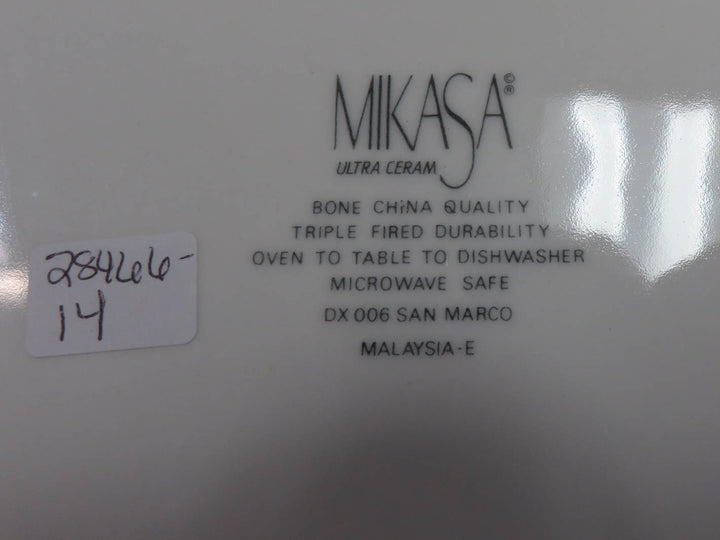 MIKASA©®
ULTRA CERAM
BONE CHiNA QUALITY
TRIPLE FIRED DURABILITY
OVEN TO TABLE TO DISHWASHER
MICROWAVE SAFE
DX 006 SAN MARCO
MALAYSIA-E
28466-
14